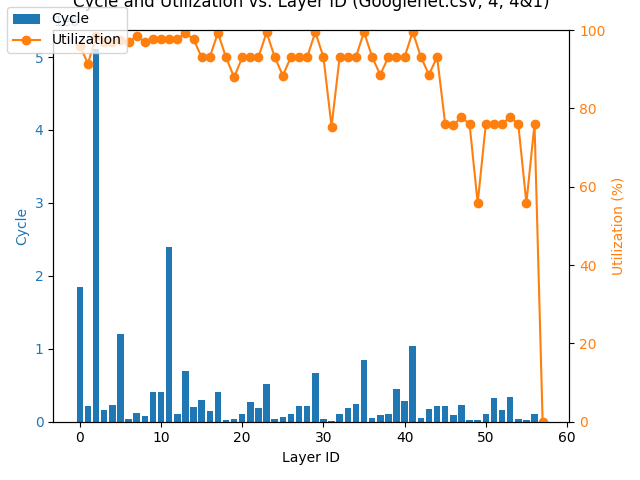 Cycle and Utilization vs. Layer ID (Googlenet.csv, 4, 4&1)
Cycle
Utilization
5
4
3
2
1
0
Cycle
100
80
60
40
20
0
Utilization (%)
0 10 20 30 40 50 60
Layer ID